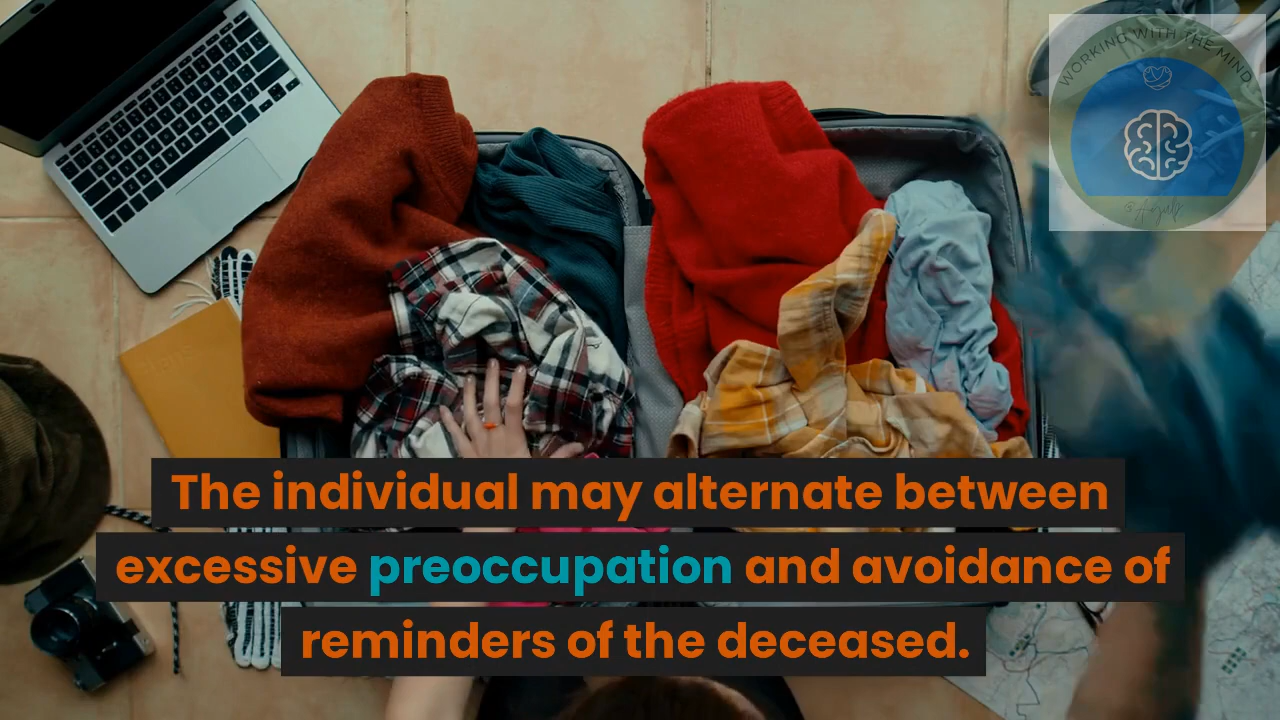 WORKING WITH THE MIND
The individual may alternate between
excessive preoccupation and avoidance of
reminders of the deceased.